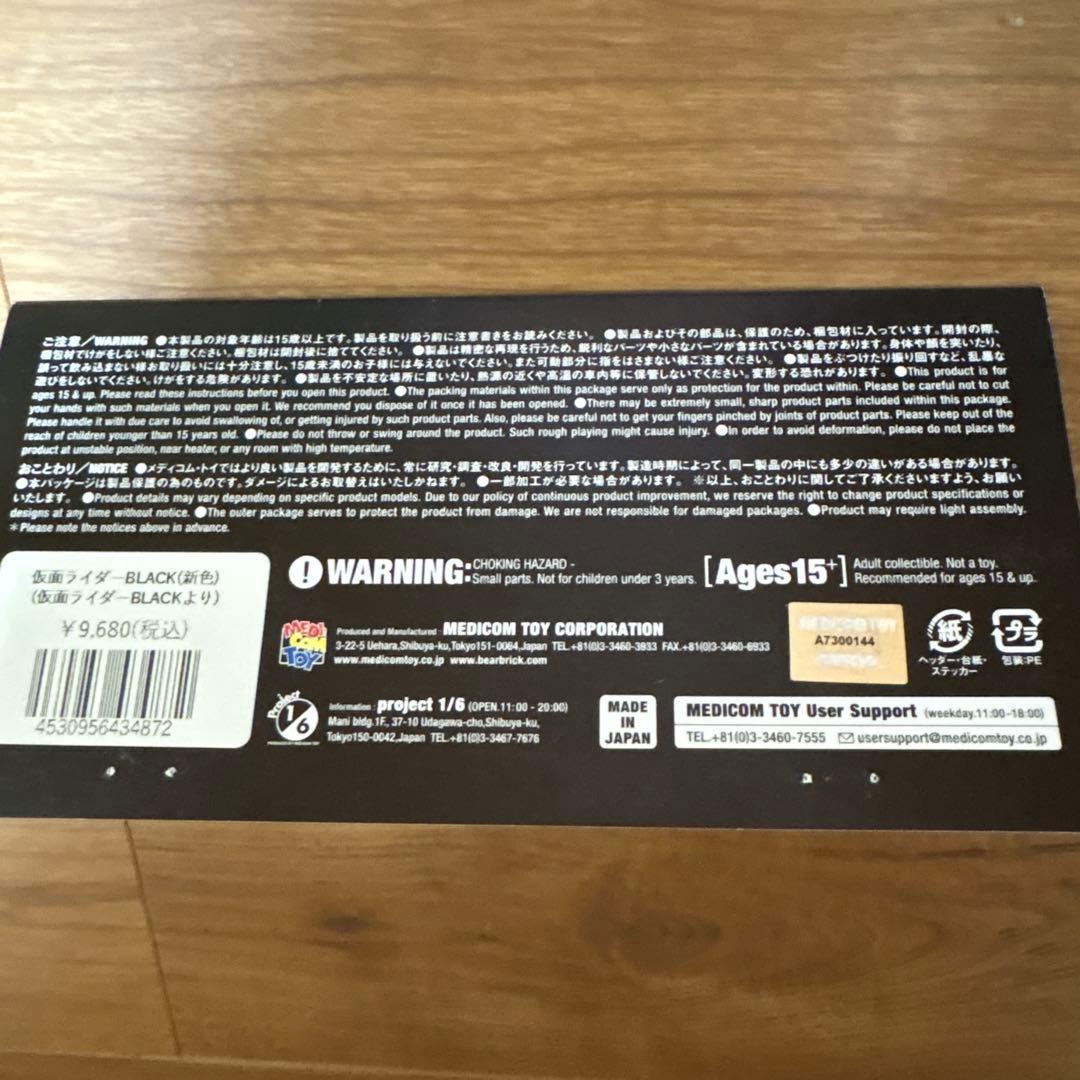 ご注意／WARNING ●本製品の対象年齢は15歳以上です。製品を取り扱う前に注意書きをお読みください。 ●製品およびその部品は、保護のため、梱包材に入っています。開封の際、
梱包材でけがをしない様ご注意ください。梱包材は開封後に捨ててください。 ●製品は精密な再現を行うため、鋭利なパーツや小さなパーツが含まれている場合があります。身体や顔を突いたり、
誤って飲み込まない様お取り扱いには十分注意し、15歳未満のお子様には与えないでください。また可動部分に指をはさまない様ご注意ください。 ●製品をぶつけたり振り回すなど、乱暴な
遊びをしないでください。けがをする危険があります。 ●製品を不安定な場所に置いたり、熱源の近くや高温の車内等に保管しないでください。変形する恐れがあります。 ●This product is for
ages 15 & up. Please read these instructions before you open this product. ●The packing materials within this package serve only as protection for the product within. Please be careful not to cut
your hands with such materials when you open it. We recommend you dispose of it once it has been opened. ●There may be extremely small, sharp product parts included within this package.
Please handle it with due care to avoid swallowing of, or getting injured by such product parts. Also, please be careful not to get your fingers pinched by joints of product parts. Please keep out of the
reach of children younger than 15 years old. ●Please do not throw or swing around the product. Such rough playing might cause injury. ●In order to avoid deformation, please do not place the
product at unstable position, near heater, or any room with high temperature.
おことわり／NOTICE ●メディコム・トイではより良い製品を開発するために、常に研究・調査・改良・開発を行っています。製造時期によって、同一製品の中にも多少の違いがある場合があります。
●本パッケージは製品保護の為のものです。ダメージによるお取替えはいたしかねます。 ●一部加工が必要な場合があります。 ※以上、おことわりに関してご了承くださいますよう、お願い
いたします。 ●Product details may vary depending on specific product models. Due to our policy of continuous product improvement, we reserve the right to change product specifications or
designs at any time without notice. ●The outer package serves to protect the product from damage. We are not responsible for damaged packages. ●Product may require light assembly.
＊Please note the notices above in advance.
仮面ライダーBLACK(新色)
(仮面ライダーBLACKより)
￥9,680(税込)
4530956434872
! WARNING: CHOKING HAZARD -
Small parts. Not for children under 3 years.
[Ages15+] Adult collectible. Not a toy.
Recommended for ages 15 & up.
MEDI
COM
TOY
Produced and Manufactured: MEDICOM TOY CORPORATION
3-22-5 Uehara,Shibuya-ku,Tokyo151-0064,Japan TEL.+81(0)3-3460-3933 FAX.+81(0)3-3460-6933
www.medicomtoy.co.jp www.bearbrick.com
MEDICOM TOY
A7300144
紙
ヘッダー・台紙・
ステッカー
プラ
包装:PE
Project
1/6
Information : project 1/6 (OPEN.11:00 - 20:00)
Mani bldg.1F, 37-10 Udagawa-cho,Shibuya-ku,
Tokyo150-0042,Japan TEL.+81(0)3-3467-7676
MADE
IN
JAPAN
MEDICOM TOY User Support (weekday.11:00-18:00)
TEL.+81(0)3-3460-7555 usersupport@medicomtoy.co.jp